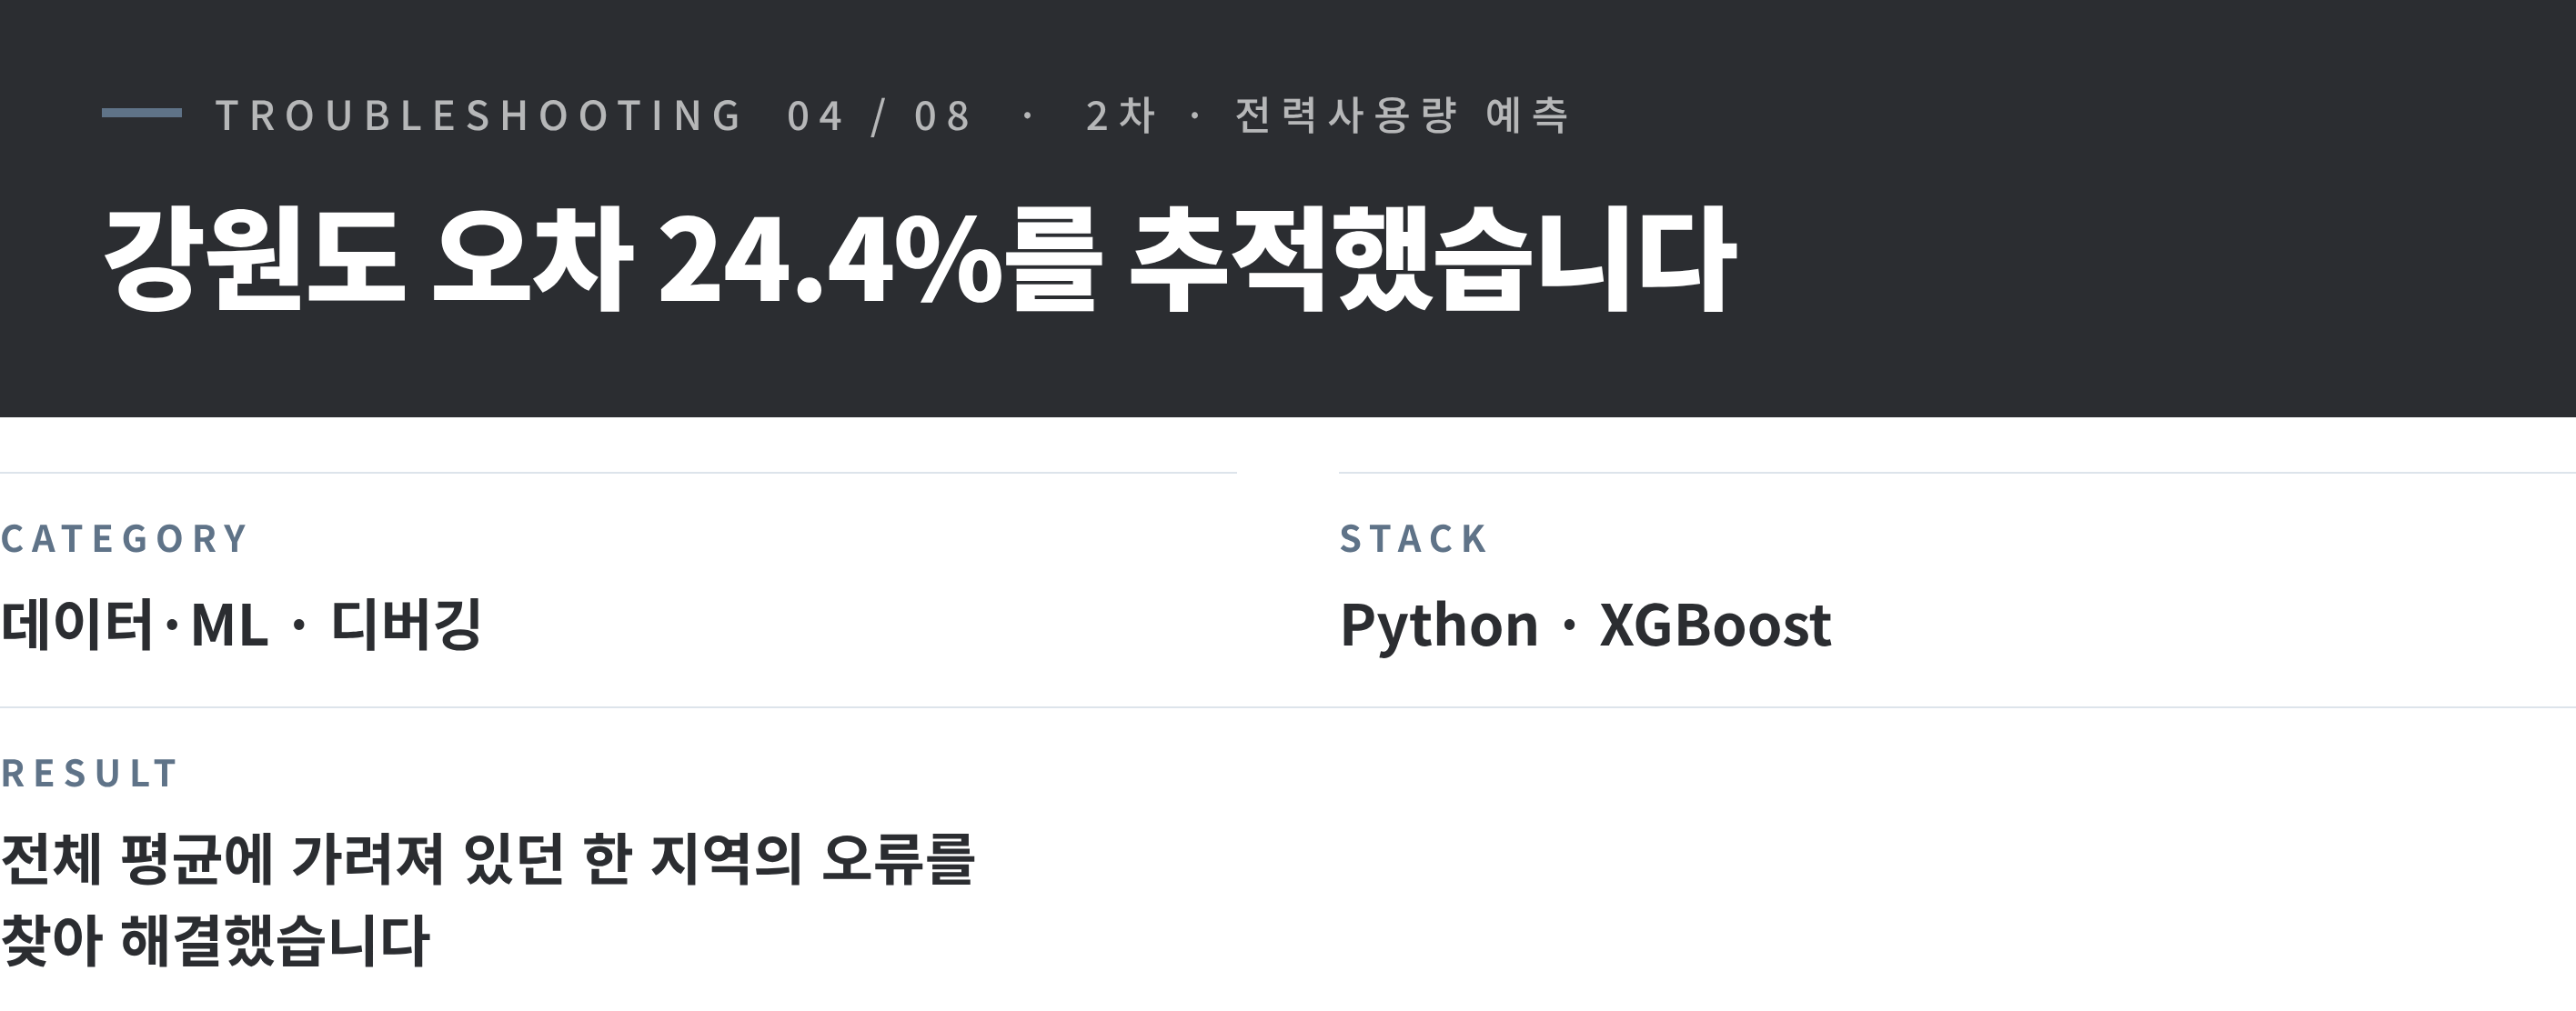 TROUBLESHOOTING 04 / 08 · 2차 · 전력사용량 예측
강원도 오차 24.4%를 추적했습니다
CATEGORY
데이터·ML · 디버깅
STACK
Python · XGBoost
RESULT
전체 평균에 가려져 있던 한 지역의 오류를
찾아 해결했습니다